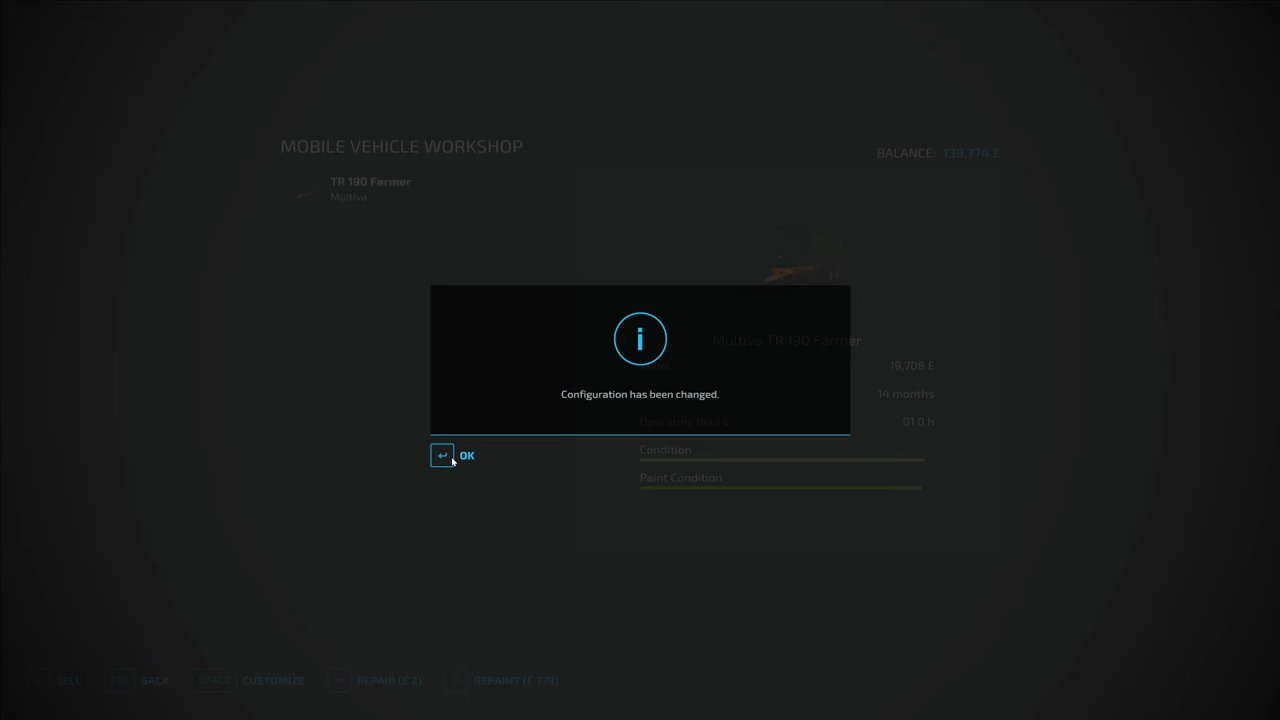 MOBILE VEHICLE WORKSHOP
BALANCE: 139,774 £
TR 190 Farmer
Multiva
Multiva TR 190 Farmer
19,708 £
14 months
Operating hours 01.0 h
Configuration has been changed.
OK
Condition
Paint Condition
SELL
ESC BACK
SPACE CUSTOMIZE
REPAIR (£ 2)
REPAINT (£ 779)